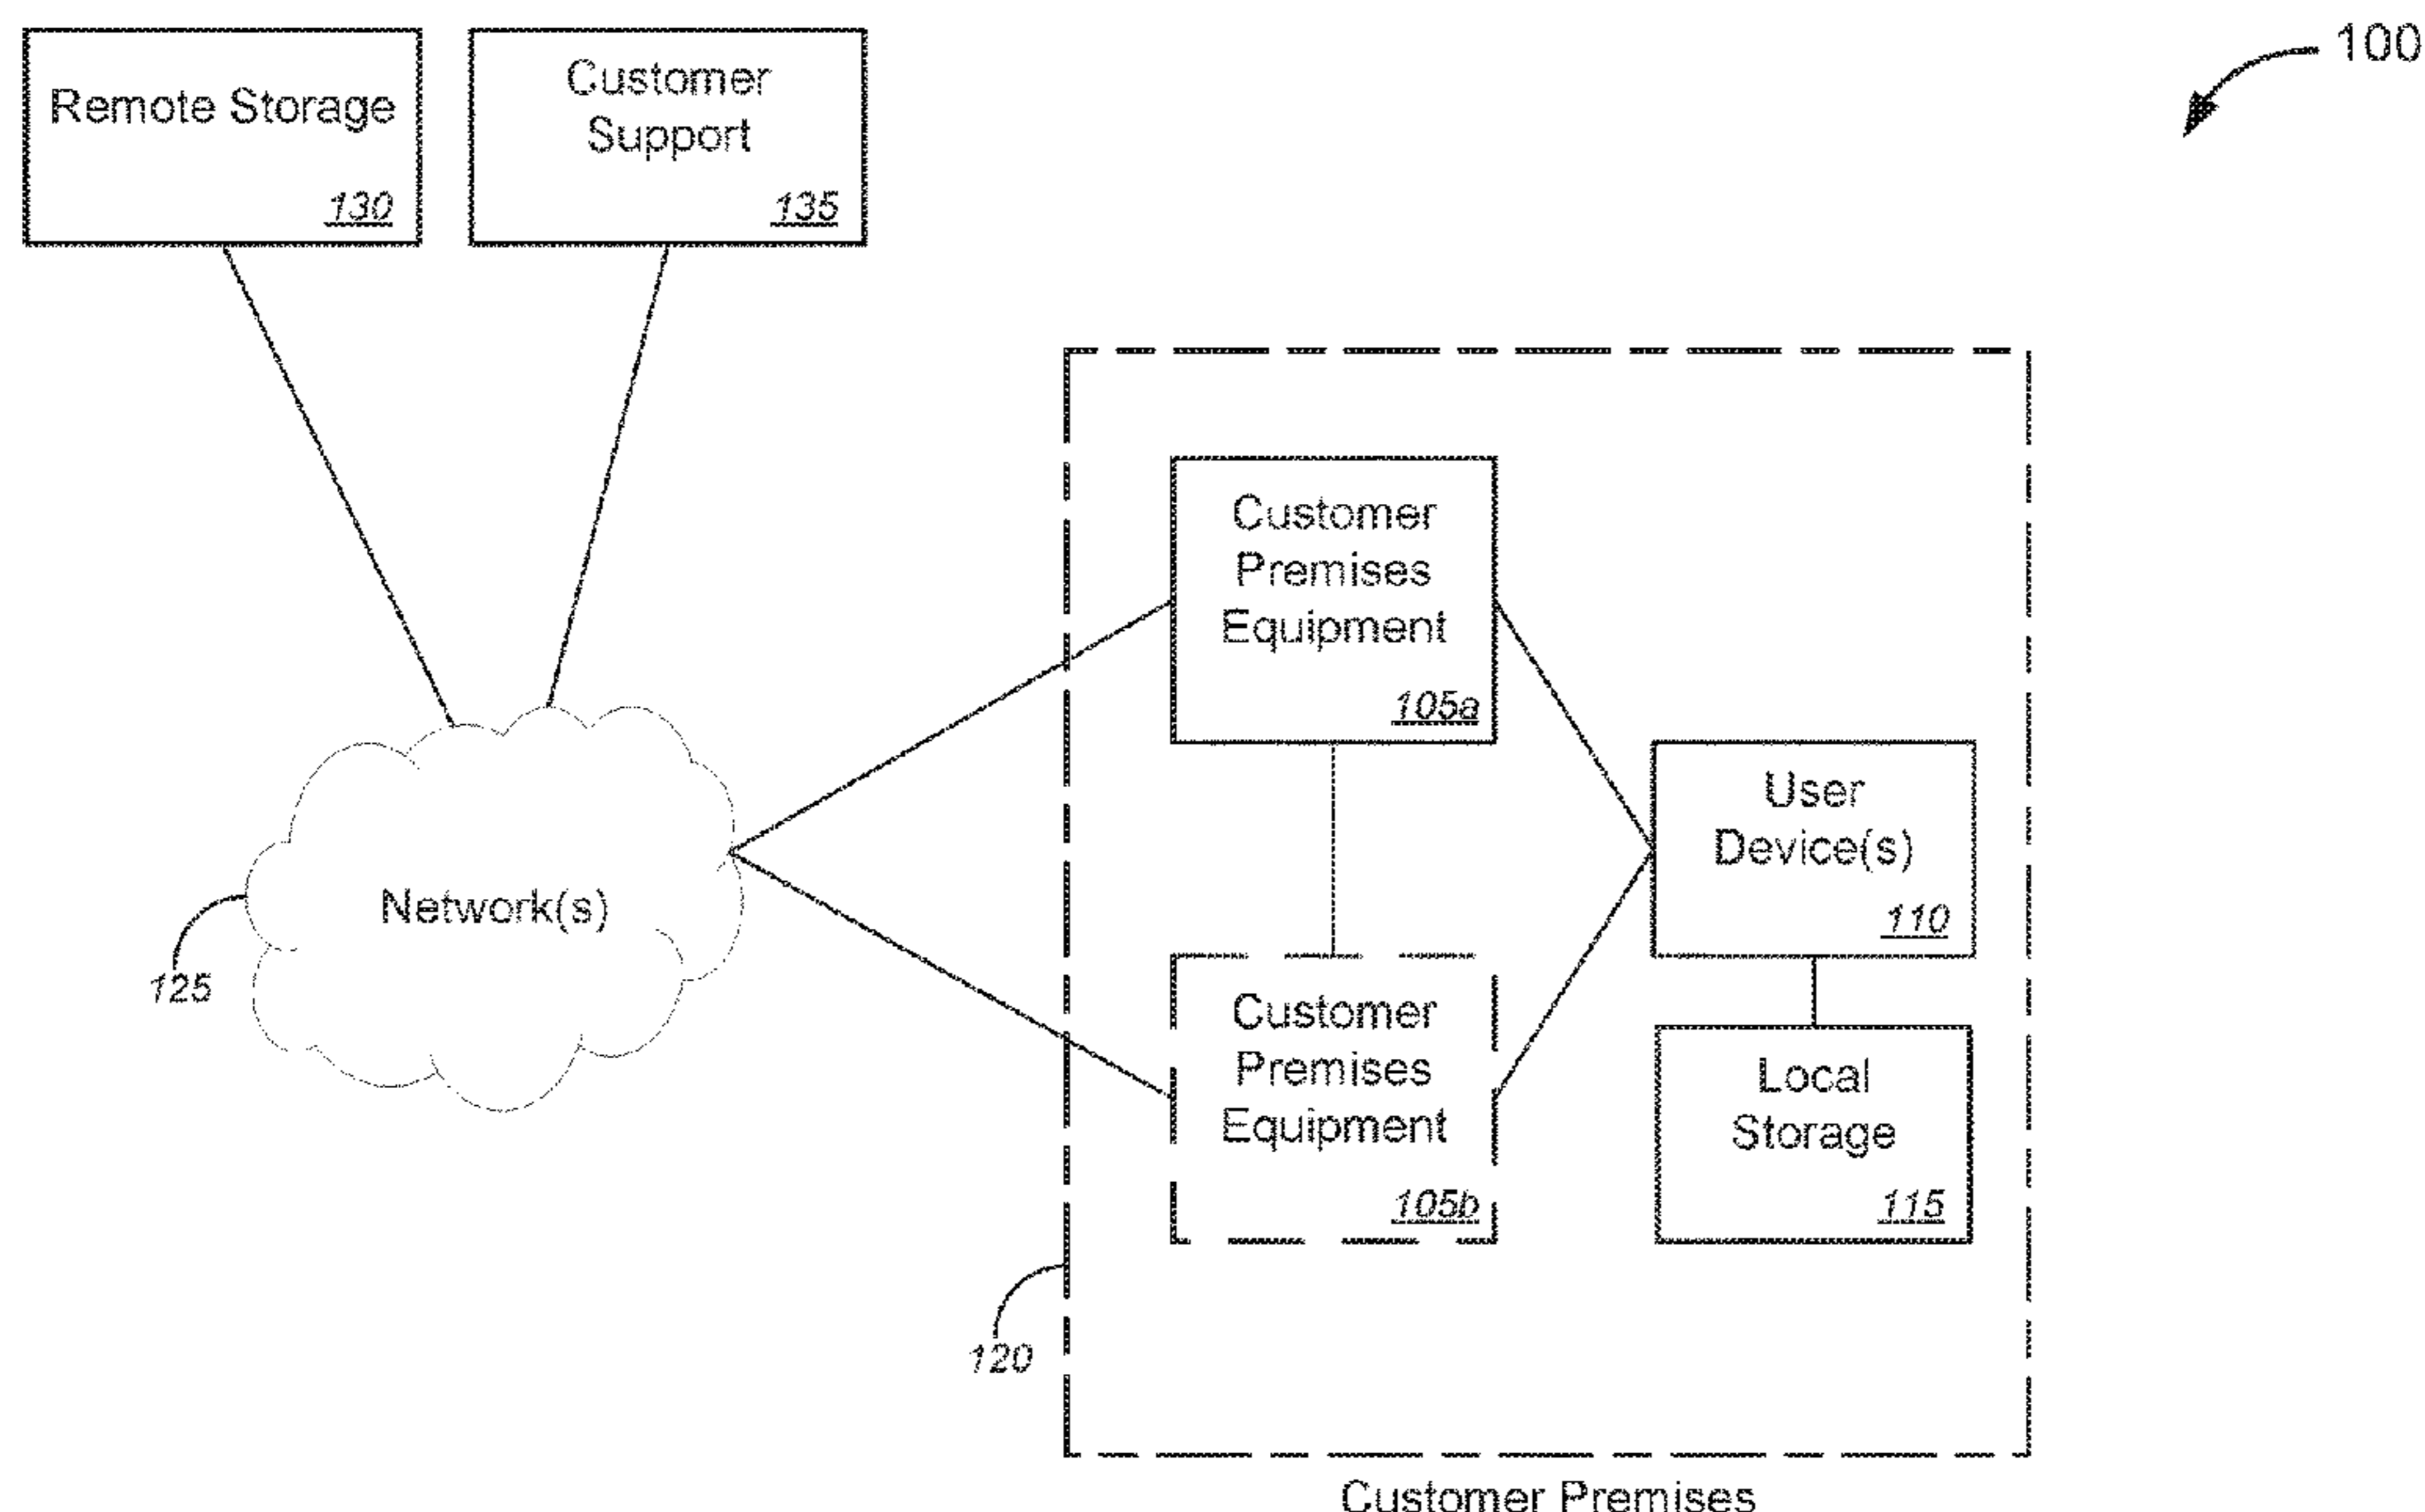 100
Remote Storage
130
Customer
Support
135
Customer
Premises
Equipment
105a
User
Device(s)
110
Network(s)
125
Customer
Premises
Equipment
105b
Local
Storage
115
120
Customer Premises